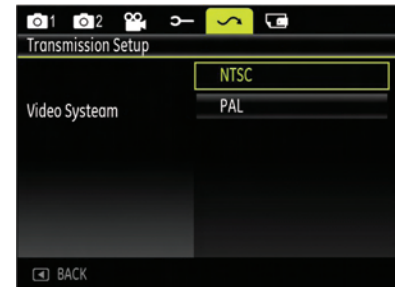 1 2
Transmission Setup
NTSC
Video Systeam
PAL
BACK